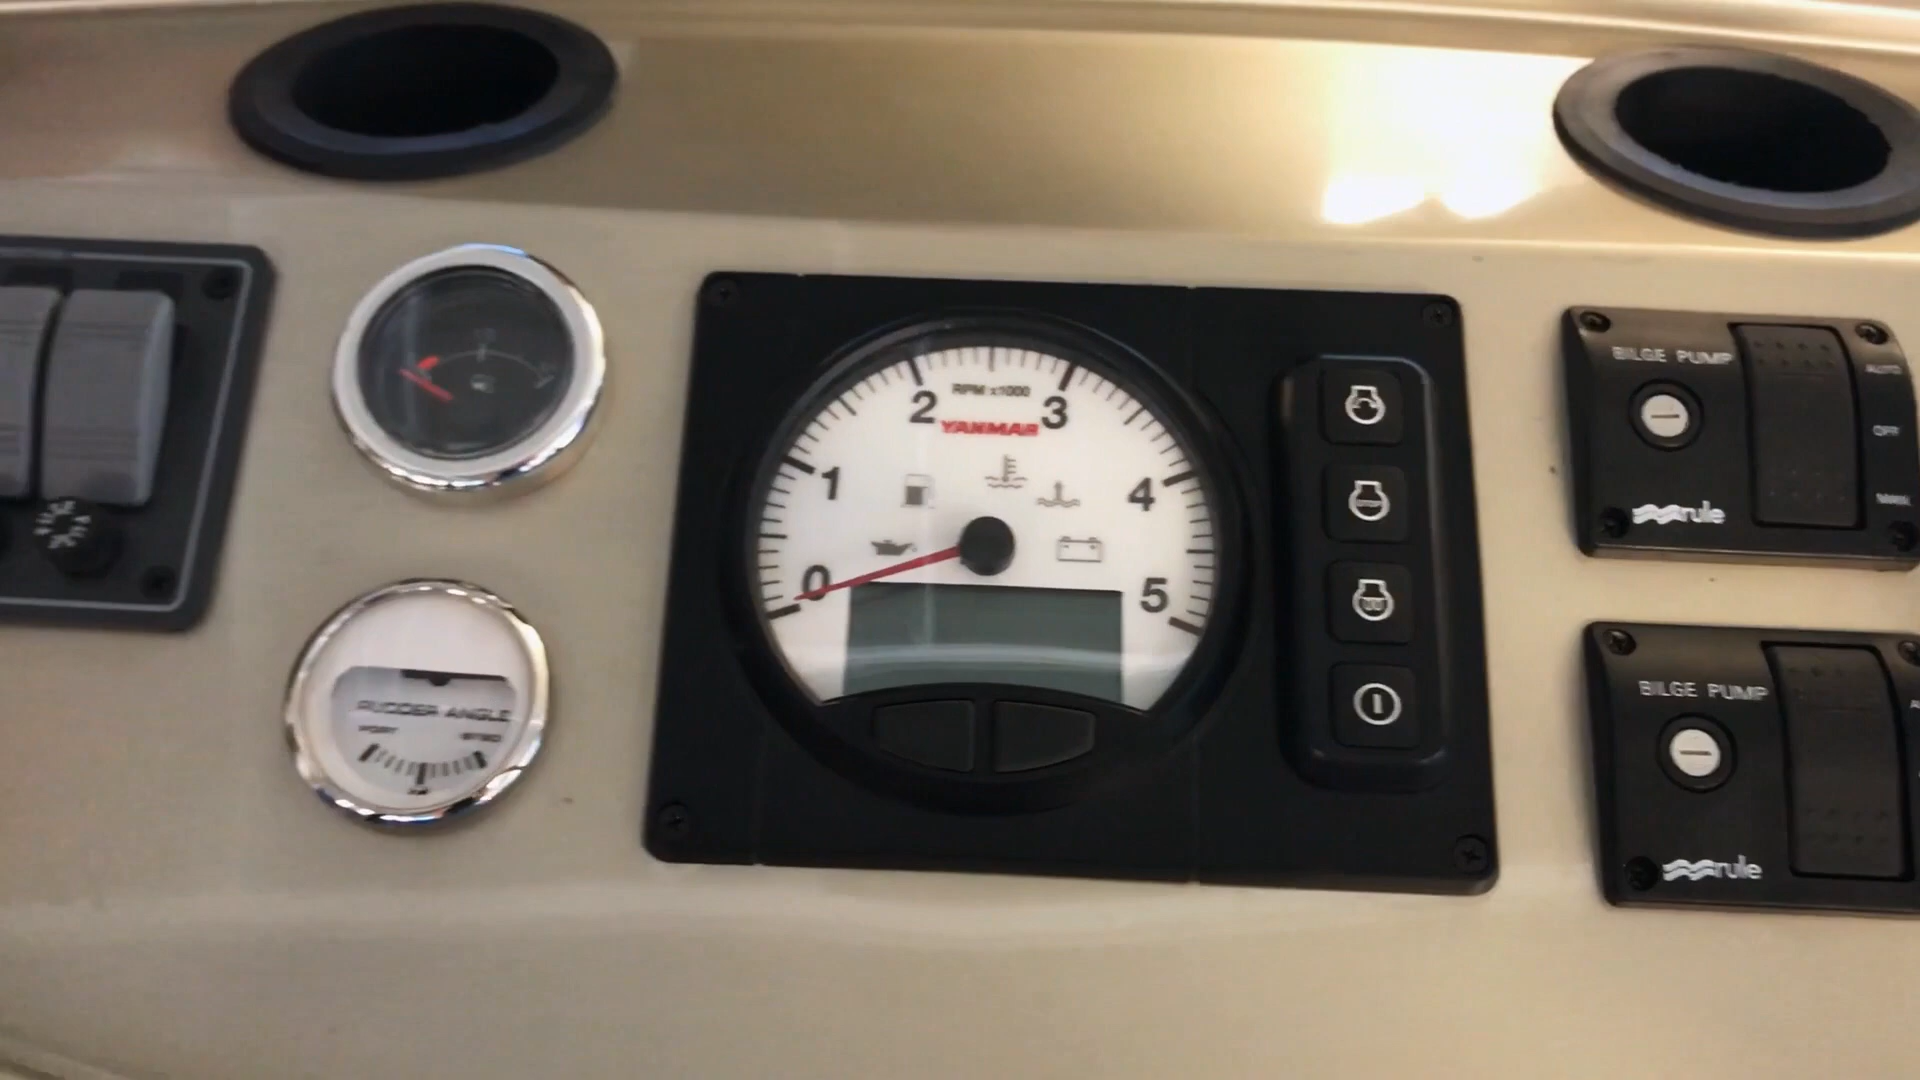 RPM x1000
YANMAR
0
1
2
3
4
5
RUDDER ANGLE
PORT STBD
BILGE PUMP
AUTO
OFF
MAN
rule
BILGE PUMP
rule